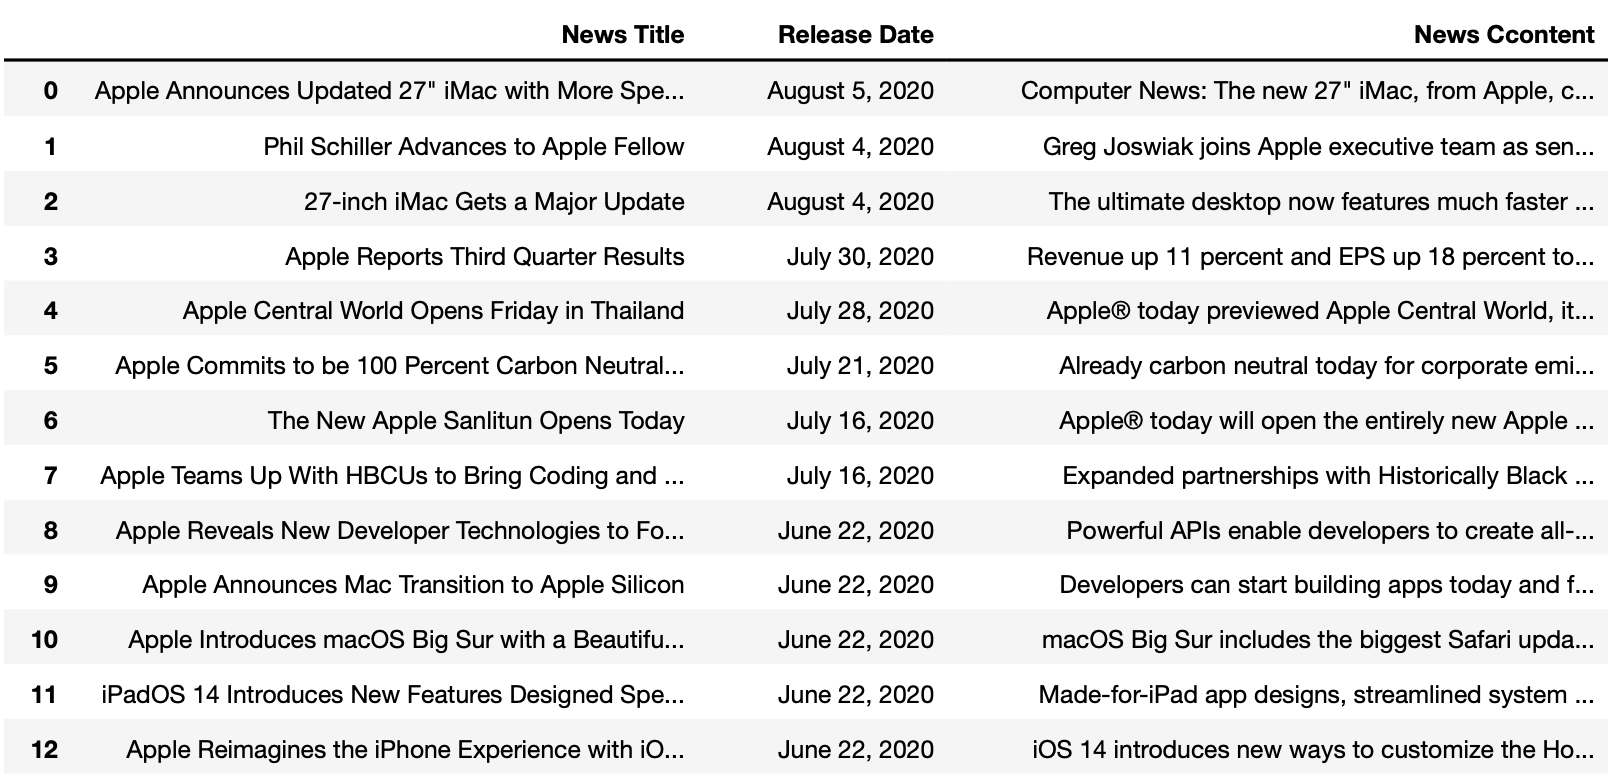 News Title Release Date News Ccontent
0 Apple Announces Updated 27" iMac with More Spe... August 5, 2020 Computer News: The new 27" iMac, from Apple, c...
1 Phil Schiller Advances to Apple Fellow August 4, 2020 Greg Joswiak joins Apple executive team as sen...
2 27-inch iMac Gets a Major Update August 4, 2020 The ultimate desktop now features much faster ...
3 Apple Reports Third Quarter Results July 30, 2020 Revenue up 11 percent and EPS up 18 percent to...
4 Apple Central World Opens Friday in Thailand July 28, 2020 Apple® today previewed Apple Central World, it...
5 Apple Commits to be 100 Percent Carbon Neutral... July 21, 2020 Already carbon neutral today for corporate emi...
6 The New Apple Sanlitun Opens Today July 16, 2020 Apple® today will open the entirely new Apple ...
7 Apple Teams Up With HBCUs to Bring Coding and ... July 16, 2020 Expanded partnerships with Historically Black ...
8 Apple Reveals New Developer Technologies to Fo... June 22, 2020 Powerful APIs enable developers to create all-...
9 Apple Announces Mac Transition to Apple Silicon June 22, 2020 Developers can start building apps today and f...
10 Apple Introduces macOS Big Sur with a Beautifu... June 22, 2020 macOS Big Sur includes the biggest Safari upda...
11 iPadOS 14 Introduces New Features Designed Spe... June 22, 2020 Made-for-iPad app designs, streamlined system ...
12 Apple Reimagines the iPhone Experience with iO... June 22, 2020 iOS 14 introduces new ways to customize the Ho...